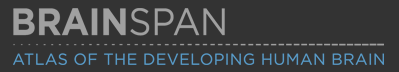 BRAINSPAN
ATLAS OF THE DEVELOPING HUMAN BRAIN